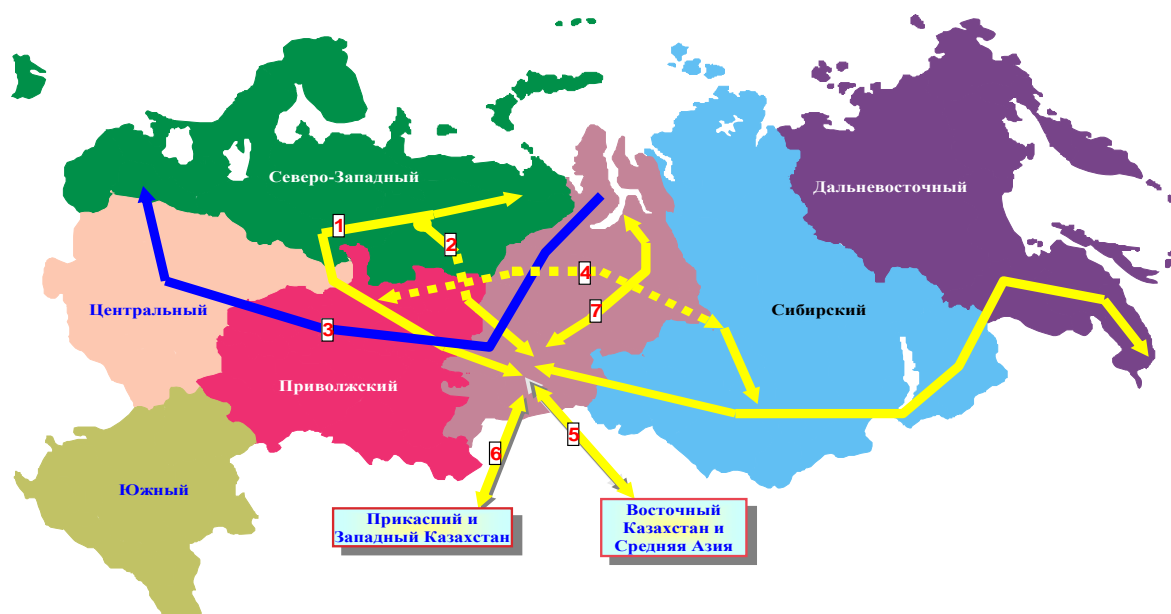 Северо-Западный
Дальневосточный
1
2
4
Центральный
3
7
Сибирский
Приволжский
5
6
Южный
Прикаспий и
Западный Казахстан
Восточный
Казахстан и
Средняя Азия